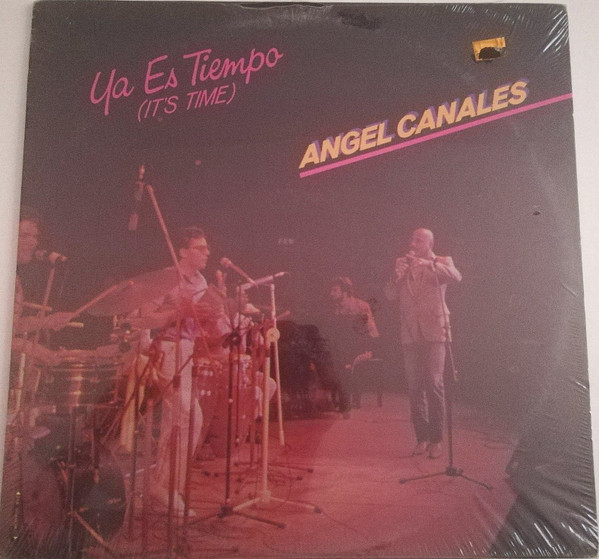 Ya Es Tiempo
(IT'S TIME)
ANGEL CANALES